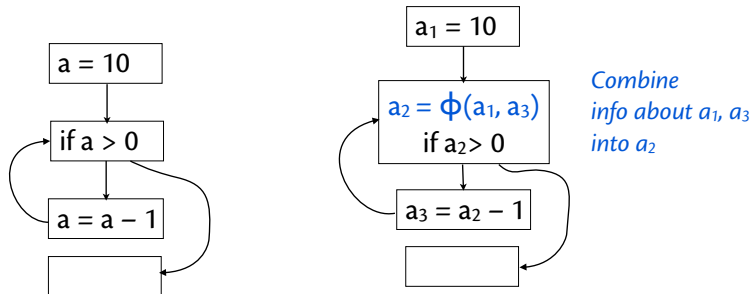 a = 10
if a > 0
a = a − 1
a₁ = 10
a₂ = ϕ(a₁, a₃)
if a₂> 0
a₃ = a₂ − 1
Combine
info about a₁, a₃
into a₂